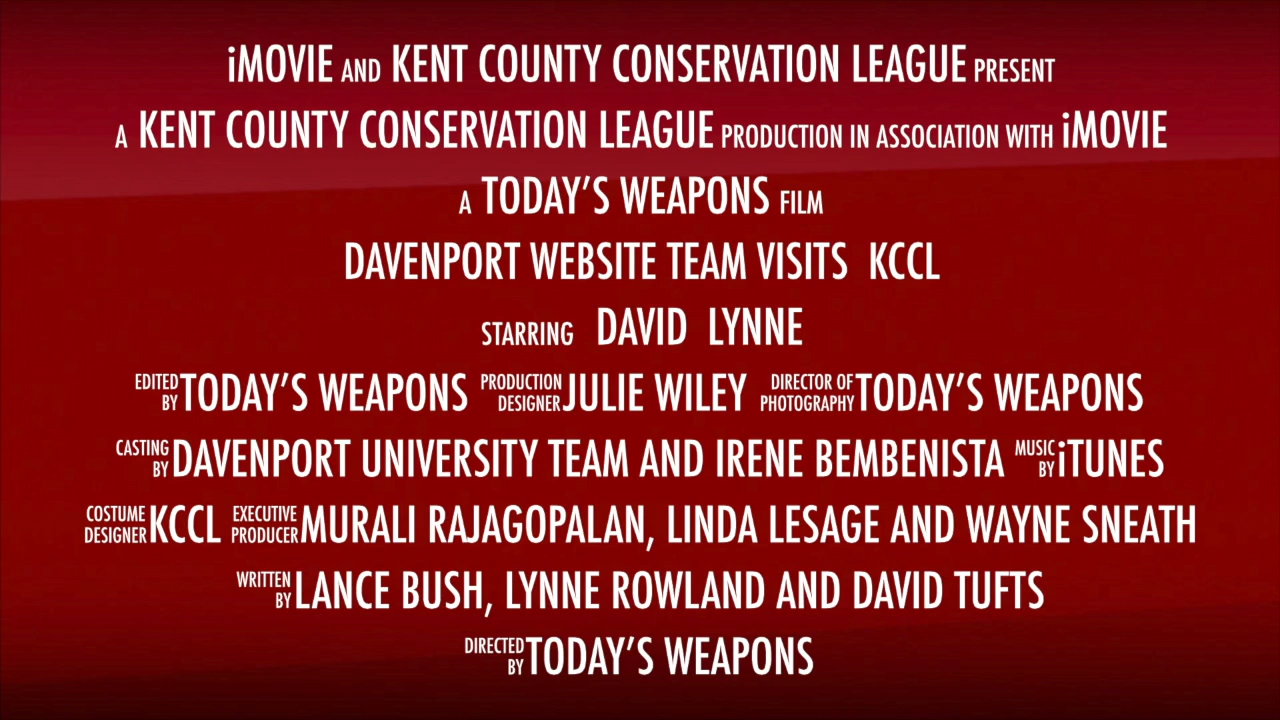 iMOVIE AND KENT COUNTY CONSERVATION LEAGUE PRESENT
A KENT COUNTY CONSERVATION LEAGUE PRODUCTION IN ASSOCIATION WITH iMOVIE
A TODAY'S WEAPONS FILM
DAVENPORT WEBSITE TEAM VISITS KCCL
STARRING DAVID LYNNE
EDITED BY TODAY'S WEAPONS PRODUCTION DESIGNER JULIE WILEY DIRECTOR OF PHOTOGRAPHY TODAY'S WEAPONS
CASTING BY DAVENPORT UNIVERSITY TEAM AND IRENE BEMBENISTA MUSIC BY iTUNES
COSTUME DESIGNER KCCL EXECUTIVE PRODUCER MURALI RAJAGOPALAN, LINDA LESAGE AND WAYNE SNEATH
WRITTEN BY LANCE BUSH, LYNNE ROWLAND AND DAVID TUFTS
DIRECTED BY TODAY'S WEAPONS